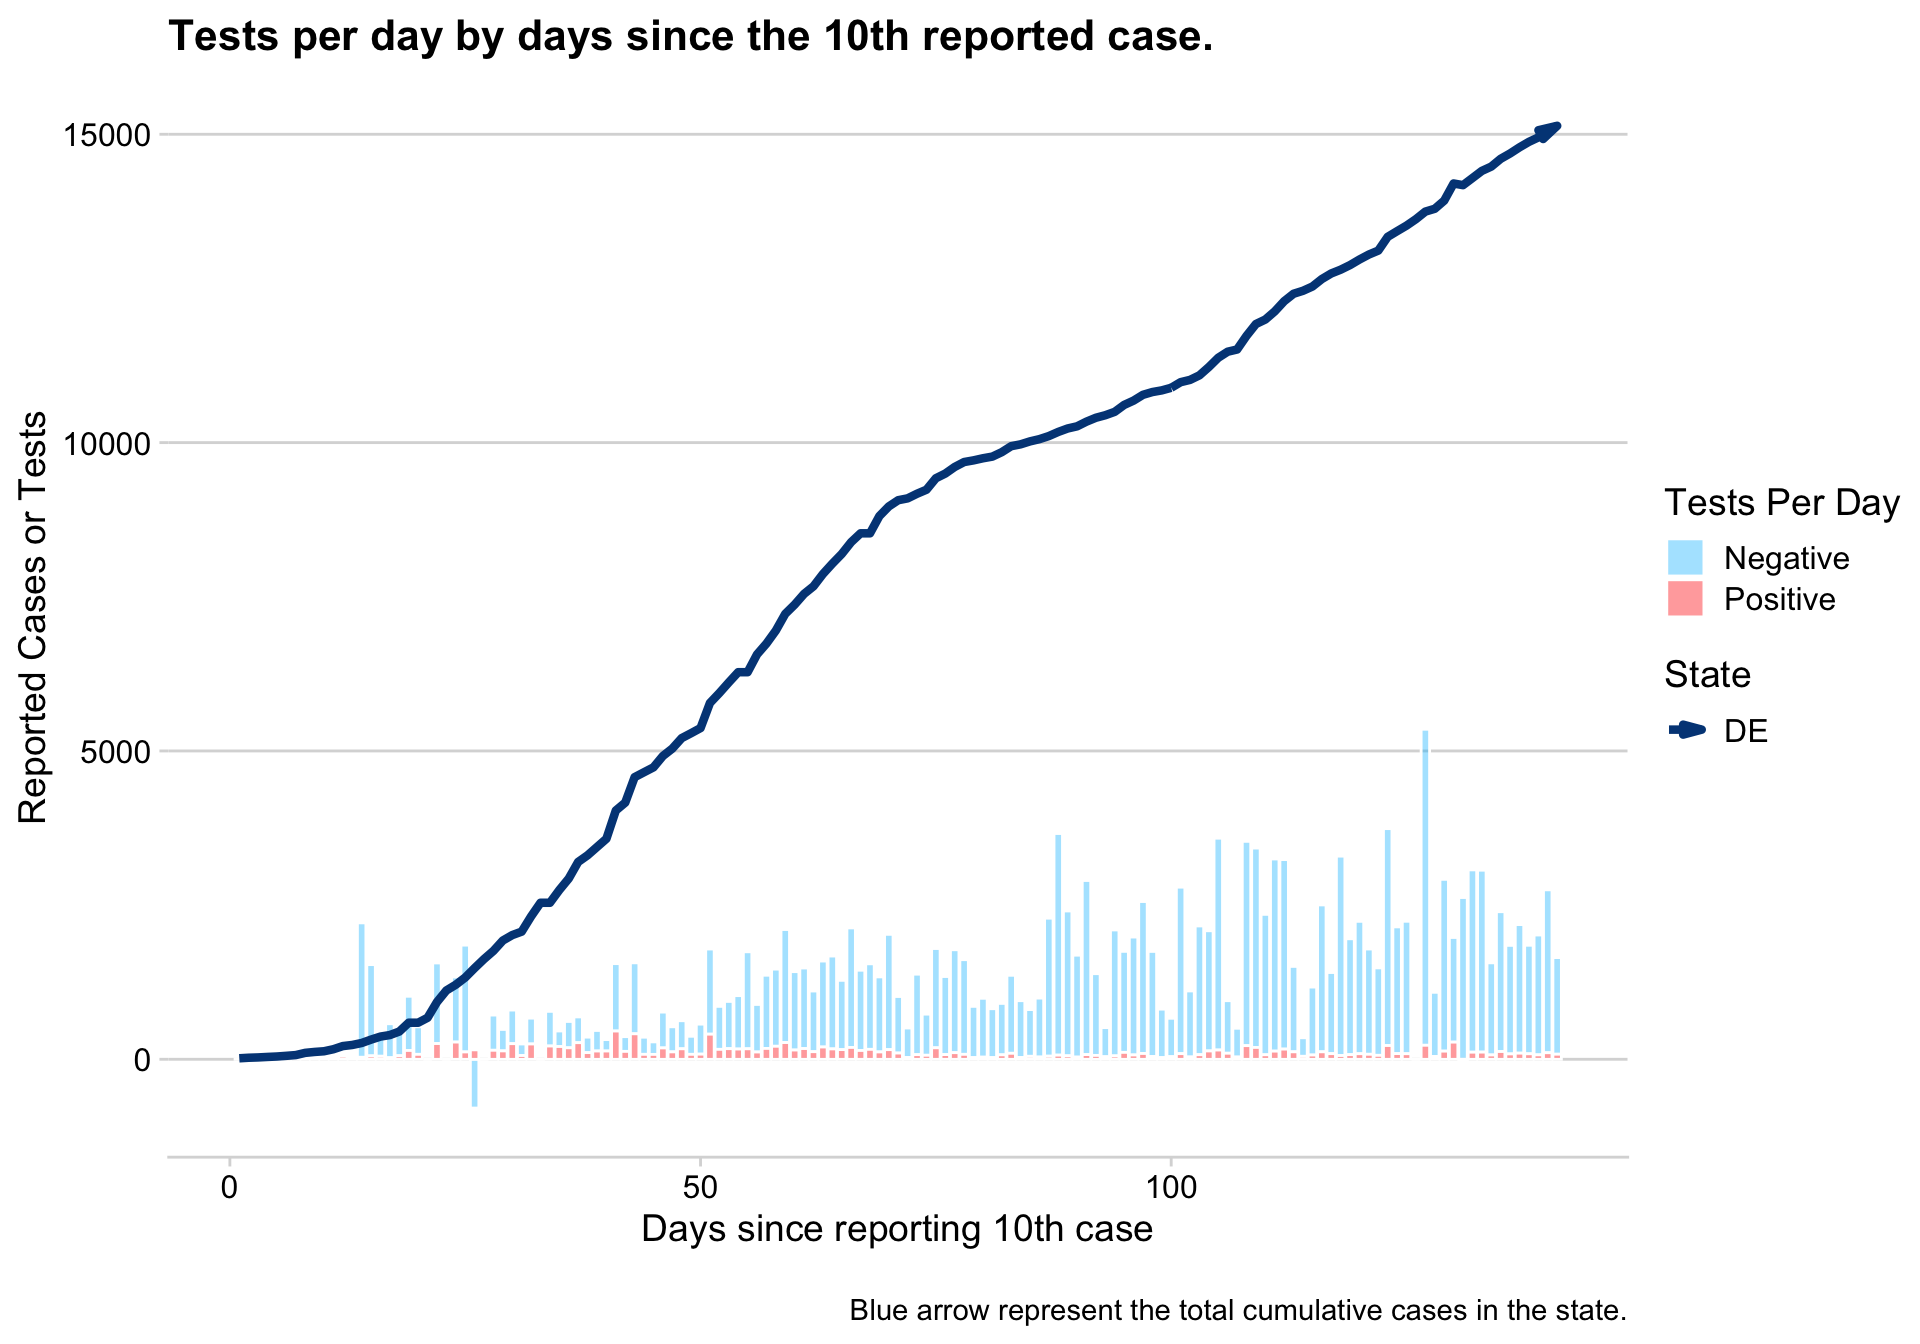 Tests per day by days since the 10th reported case.
15000
10000
5000
0
Reported Cases or Tests
0
50
100
Days since reporting 10th case
Tests Per Day
Negative
Positive
State
DE
Blue arrow represent the total cumulative cases in the state.